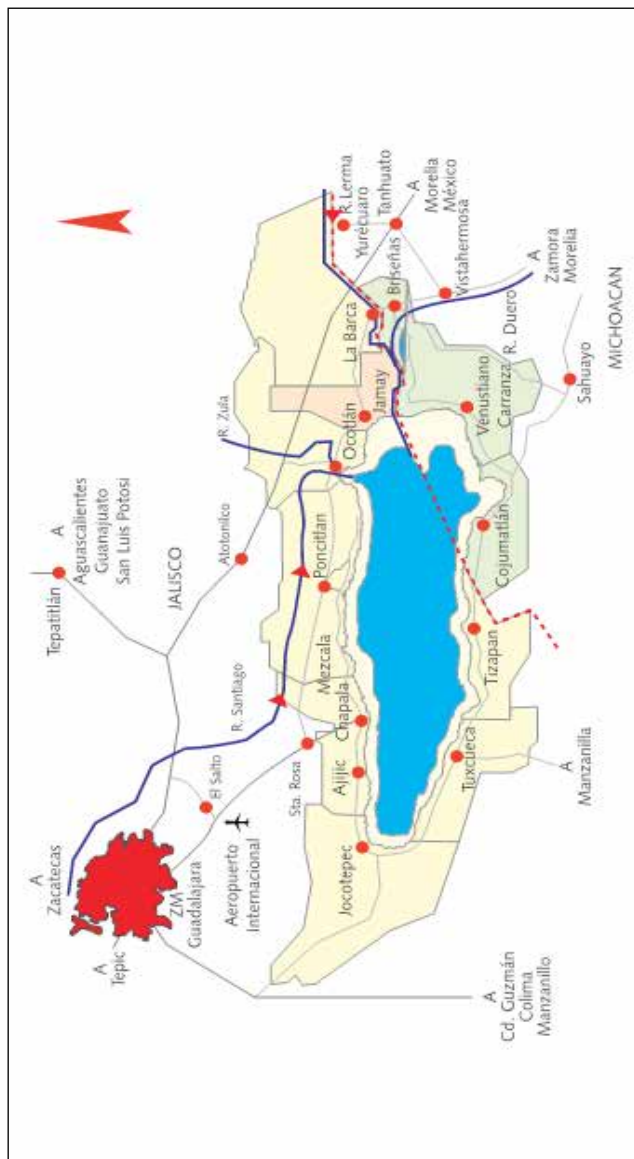 A
Zacatecas
A
Tepic
ZM
Guadalajara
Aeropuerto
Internacional
El Salto
R. Santiago
Tepatitlán
A
Aguascalientes
Guanajuato
San Luis Potosí
JALISCO
Atotonilco
R. Zula
Sta. Rosa
Jocotepec
Ajijic
Chapala
Mezcala
Poncitlan
Ocotlán
Jamay
La Barca
Briseñas
R. Lerma
Yurécuaro
Tanhuato
A
Morelia
México
Vistahermosa
A
Zamora
Morelia
R. Duero
Venustiano
Carranza
Sahuayo
MICHOACAN
Cojumatlán
Tizapan
Tuxcueca
A
Manzanilla
A
Cd. Guzmán
Colima
Manzanillo